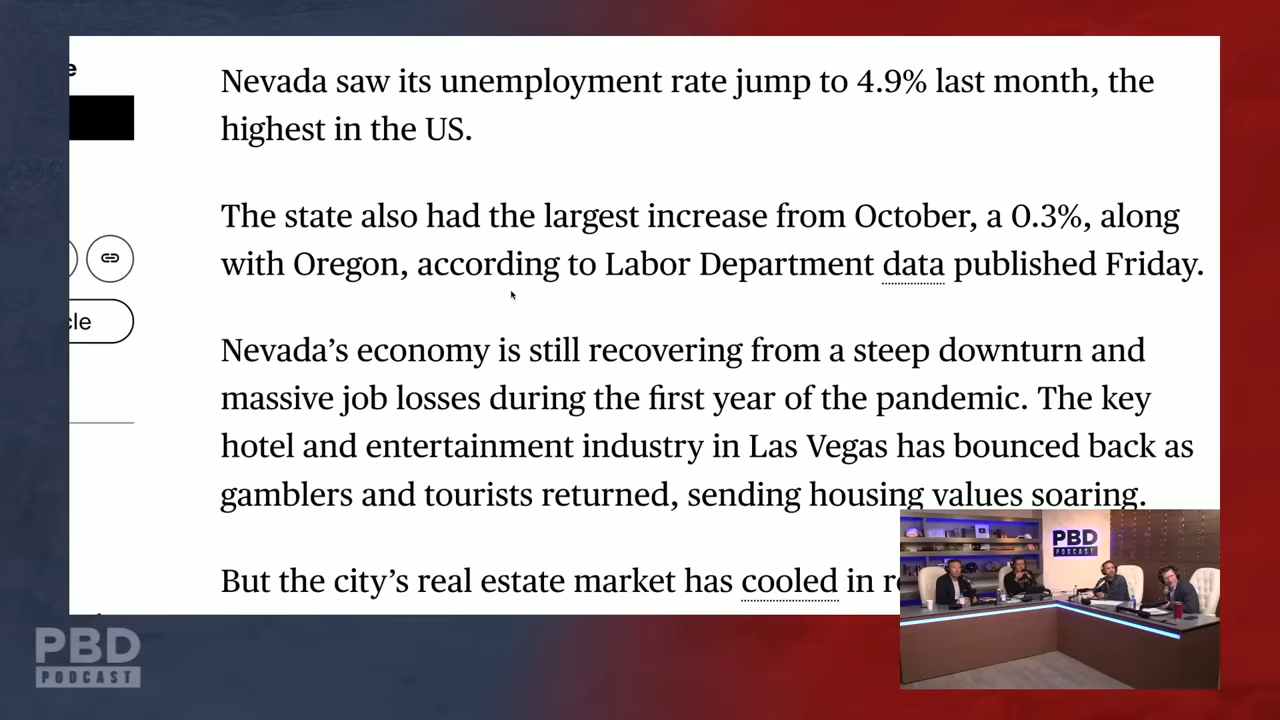 e
Nevada saw its unemployment rate jump to 4.9% last month, the
highest in the US.
The state also had the largest increase from October, a 0.3%, along
with Oregon, according to Labor Department data published Friday.
cle
Nevada’s economy is still recovering from a steep downturn and
massive job losses during the first year of the pandemic. The key
hotel and entertainment industry in Las Vegas has bounced back as
gamblers and tourists returned, sending housing values soaring.
But the city’s real estate market has cooled in r
PBD
PODCAST
PBD
PODCAST